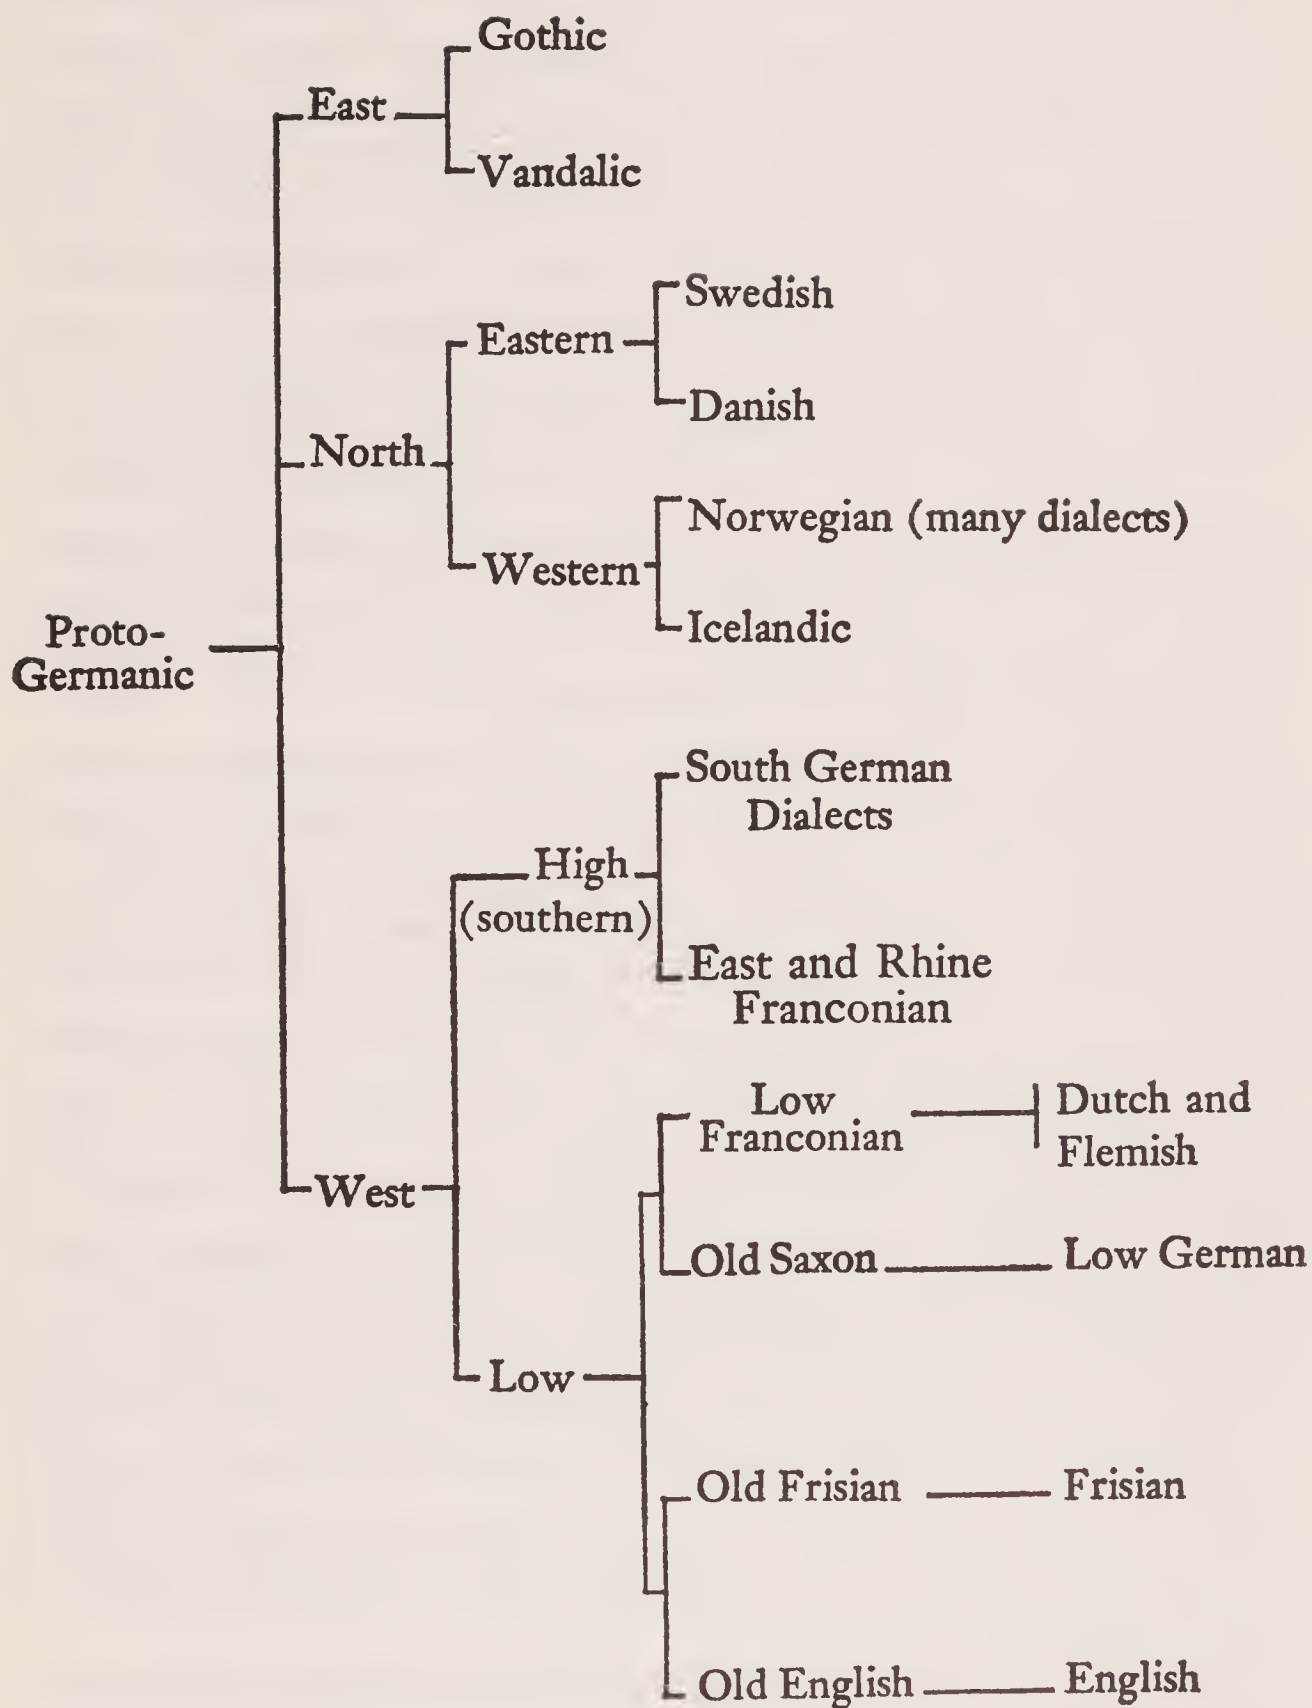 Gothic
East
Vandalic
Swedish
Eastern
Danish
North
Norwegian (many dialects)
Western
Icelandic
Proto-
Germanic
South German
Dialects
High
(southern)
East and Rhine
Franconian
Low
Franconian
Dutch and
Flemish
West
Old Saxon
Low German
Low
Old Frisian
Frisian
Old English
English